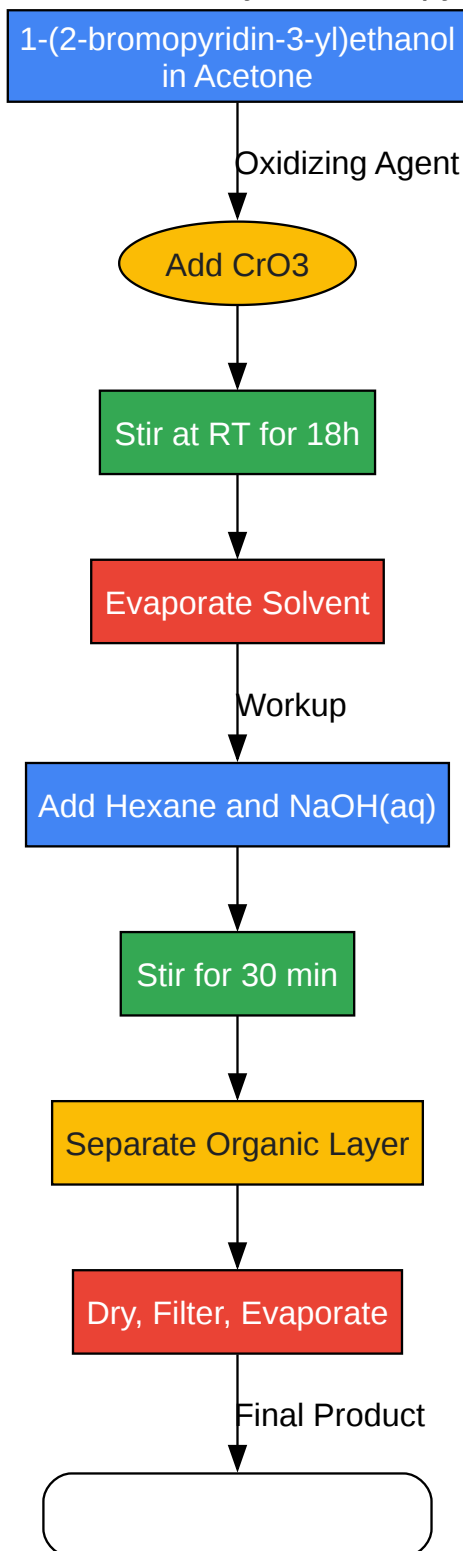 1-(2-bromopyridin-3-yl)ethanol
in Acetone
Oxidizing Agent
Add CrO3
Stir at RT for 18h
Evaporate Solvent
Workup
Add Hexane and NaOH(aq)
Stir for 30 min
Separate Organic Layer
Dry, Filter, Evaporate
Final Product